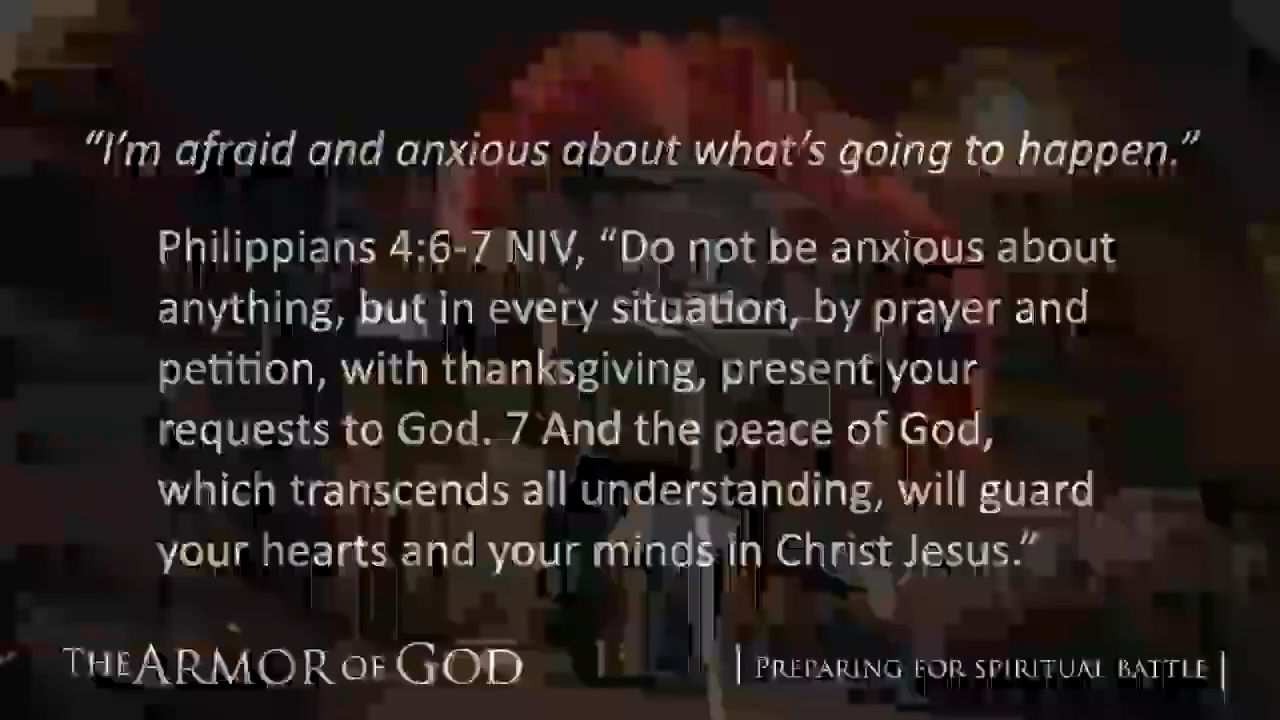 “I’m afraid and anxious about what’s going to happen.”
Philippians 4:6-7 NIV, “Do not be anxious about
anything, but in every situation, by prayer and
petition, with thanksgiving, present your
requests to God. 7 And the peace of God,
which transcends all understanding, will guard
your hearts and your minds in Christ Jesus.”
THE ARMOR OF GOD
| PREPARING FOR SPIRITUAL BATTLE |